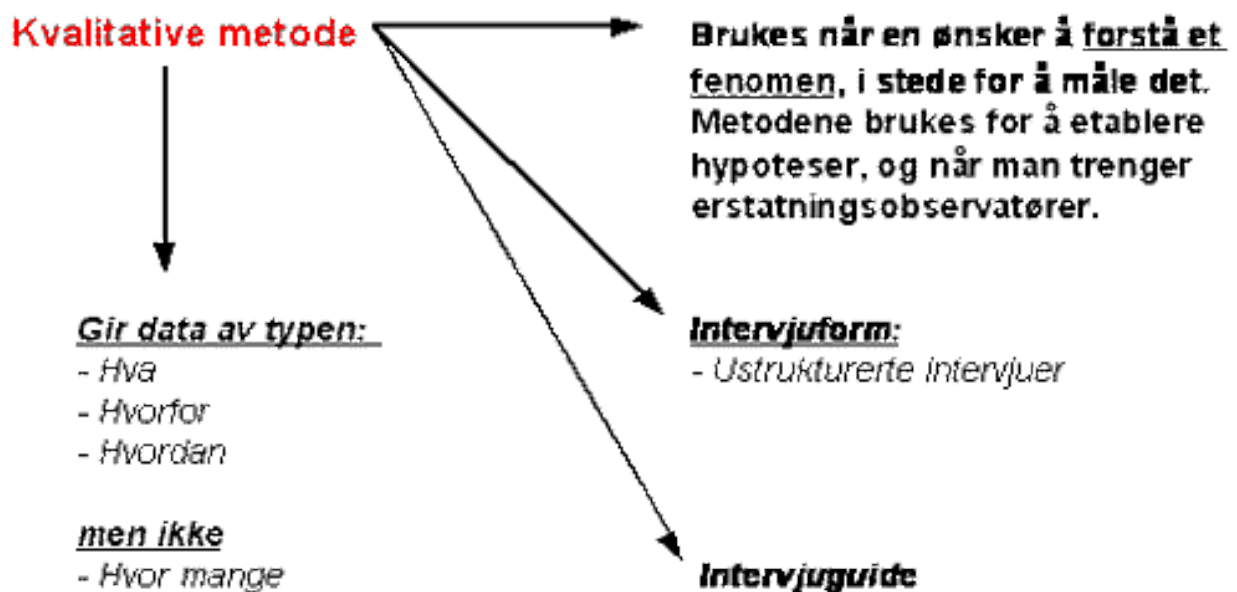 Kvalitative metode
Brukes når en ønsker å forstå et
fenomen, i stede for å måle det.
Metodene brukes for å etablere
hypoteser, og når man trenger
erstatningsobservatører.
Gir data av typen:
- Hva
- Hvorfor
- Hvordan
men ikke
- Hvor mange
Intervjuform:
- Ustrukturerte intervjuer
Intervjuguide